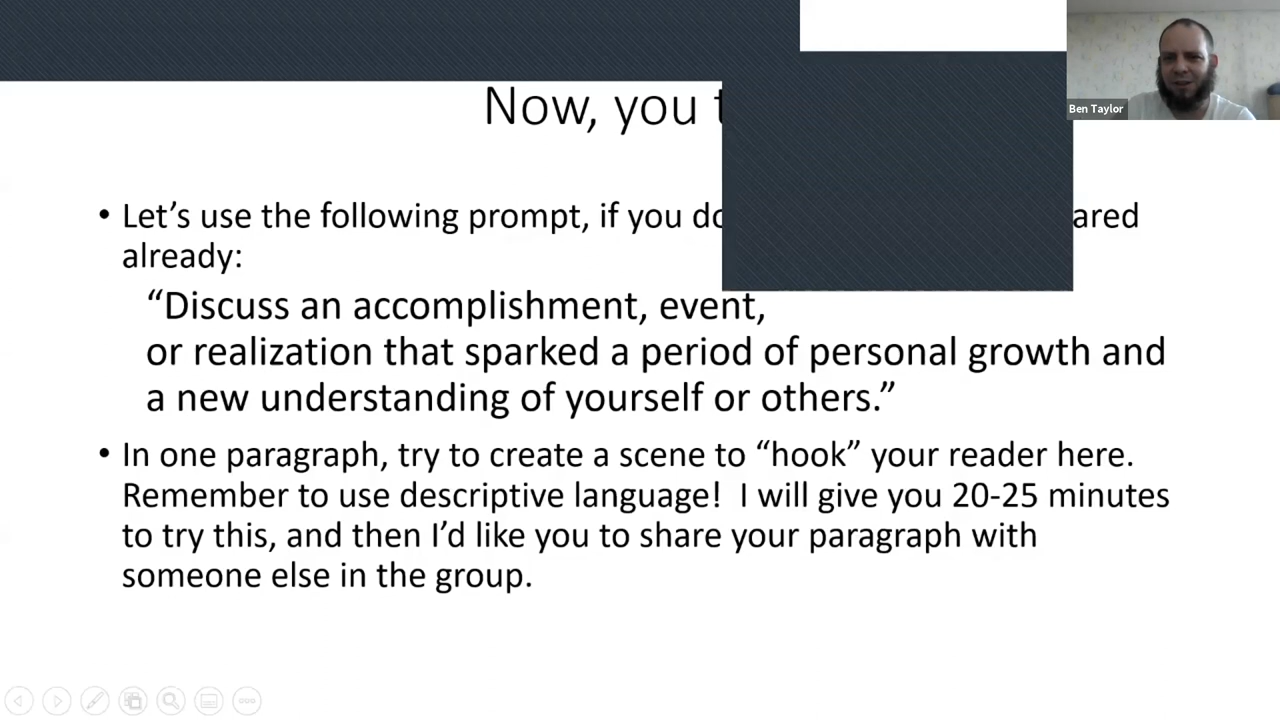 Now, you
Ben Taylor
• Let’s use the following prompt, if you
already:
“Discuss an accomplishment, event,
or realization that sparked a period of personal growth and
a new understanding of yourself or others.”
• In one paragraph, try to create a scene to “hook” your reader here.
Remember to use descriptive language!  I will give you 20-25 minutes
to try this, and then I’d like you to share your paragraph with
someone else in the group.